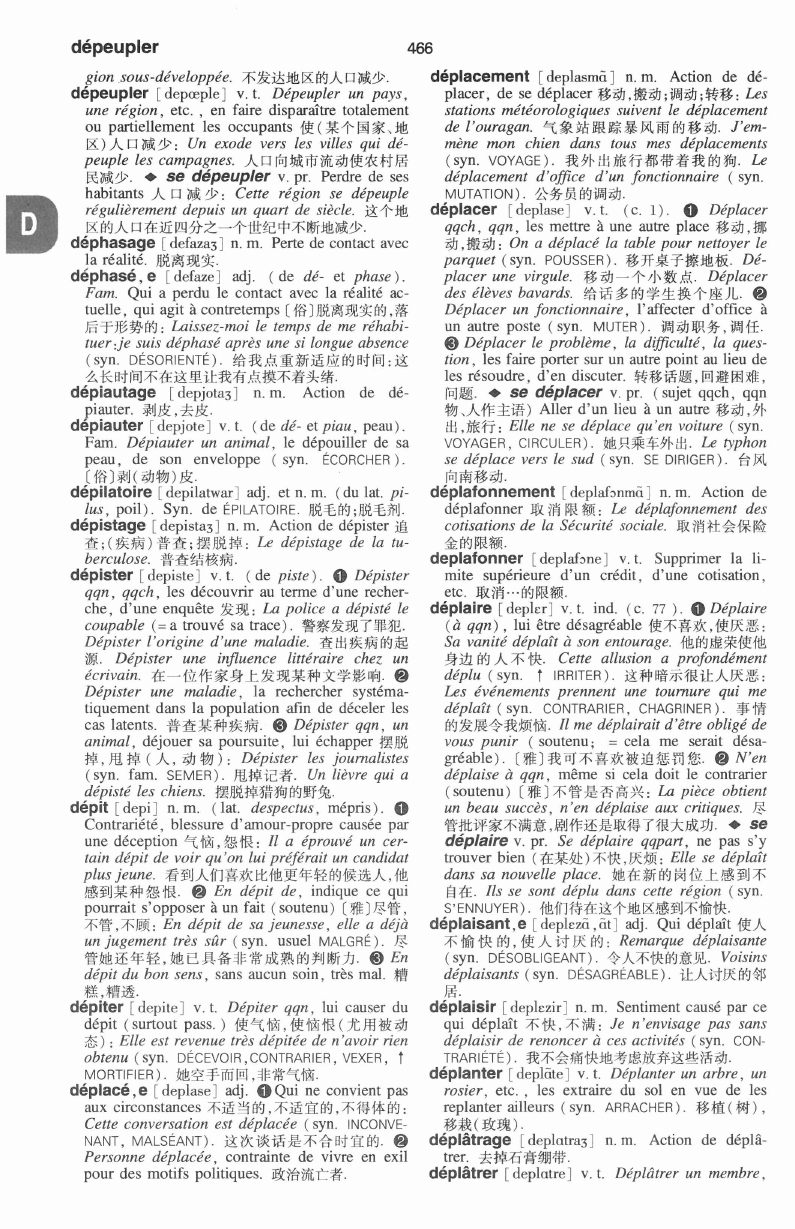 dépeupler
466
gion sous-développée. 不发达地区的人口减少.
dépeupler [depœple] v.t. Dépeupler un pays,
une région, etc. , en faire disparaître totalement
ou partiellement les occupants 使(某个国家、地
区)人口减少: Un exode vers les villes qui dé-
peuple les campagnes. 人口向城市流动使农村居
民减少. ◆ se dépeupler v. pr. Perdre de ses
habitants 人口减少: Cette région se dépeuple
régulièrement depuis un quart de siècle. 这个地
区的人口在近四分之一个世纪中不断地减少.
déphasage [defazaʒ] n.m. Perte de contact avec
la réalité. 脱离现实.
déphasé,e [defaze] adj. (de dé- et phase).
Fam. Qui a perdu le contact avec la réalité ac-
tuelle, qui agit à contretemps [俗]脱离现实的,落
后于形势的: Laissez-moi le temps de me réhabi-
tuer:je suis déphasé après une si longue absence
(syn. DÉSORIENTÉ). 给我点重新适应的时间:这
么长时间不在这里让我有点摸不着头绪.
dépiautage [depjotaʒ] n.m. Action de dé-
piauter. 剥皮,去皮.
dépiauter [depjote] v.t. (de dé- et piau, peau).
Fam. Dépiauter un animal, le dépouiller de sa
peau, de son enveloppe (syn. ÉCORCHER).
[俗]剥(动物)皮.
dépilatoire [depilatwar] adj. et n.m. (du lat. pi-
lus, poil). Syn. de ÉPILATOIRE. 脱毛的;脱毛剂.
dépistage [depistaʒ] n.m. Action de dépister 追
查;(疾病)普查;摆脱掉: Le dépistage de la tu-
berculose. 普查结核病.
dépister [depiste] v.t. (de piste). ❶ Dépister
qqn, qqch, les découvrir au terme d'une recher-
che, d'une enquête 发现: La police a dépisté le
coupable (= a trouvé sa trace). 警察发现了罪犯.
Dépister l'origine d'une maladie. 查出疾病的起
源. Dépister une influence littéraire chez un
écrivain. 在一位作家身上发现某种文学影响. ❷
Dépister une maladie, la rechercher systéma-
tiquement dans la population afin de déceler les
cas latents. 普查某种疾病. ❸ Dépister qqn, un
animal, déjouer sa poursuite, lui échapper 摆脱
掉,甩掉(人,动物): Dépister les journalistes
(syn. fam. SEMER). 甩掉记者. Un lièvre qui a
dépisté les chiens. 摆脱掉猎狗的野兔.
dépit [depi] n.m. (lat. despectus, mépris). ❶
Contrariété, blessure d'amour-propre causée par
une déception 气恼,怨恨: Il a éprouvé un cer-
tain dépit de voir qu'on lui préférait un candidat
plus jeune. 看到人们喜欢比他更年轻的候选人,他
感到某种怨恨. ❷ En dépit de, indique ce qui
pourrait s'opposer à un fait (soutenu) [雅]尽管,
不管,不顾: En dépit de sa jeunesse, elle a déjà
un jugement très sûr (syn. usuel MALGRÉ). 尽
管她还年轻,她已具备非常成熟的判断力. ❸ En
dépit du bon sens, sans aucun soin, très mal. 糟
糕,糟透.
dépiter [depite] v.t. Dépiter qqn, lui causer du
dépit (surtout pass.) 使气恼,使恼恨(尤用被动
态): Elle est revenue très dépitée de n'avoir rien
obtenu (syn. DÉCEVOIR,CONTRARIER, VEXER, ↑
MORTIFIER). 她空手而回,非常气恼.
déplacé,e [deplase] adj. ❶ Qui ne convient pas
aux circonstances 不适当的,不适宜的,不得体的:
Cette conversation est déplacée (syn. INCONVE-
NANT, MALSÉANT). 这次谈话是不合时宜的. ❷
Personne déplacée, contrainte de vivre en exil
pour des motifs politiques. 政治流亡者.
D
déplacement [deplasmɑ̃] n.m. Action de dé-
placer, de se déplacer 移动,搬动;调动;转移: Les
stations météorologiques suivent le déplacement
de l'ouragan. 气象站跟踪暴风雨的移动. J'em-
mène mon chien dans tous mes déplacements
(syn. VOYAGE). 我外出旅行都带着我的狗. Le
déplacement d'office d'un fonctionnaire (syn.
MUTATION). 公务员的调动.
déplacer [deplase] v.t. (c. 1). ❶ Déplacer
qqch, qqn, les mettre à une autre place 移动,挪
动,搬动: On a déplacé la table pour nettoyer le
parquet (syn. POUSSER). 移开桌子擦地板. Dé-
placer une virgule. 移动一个小数点. Déplacer
des élèves bavards. 给话多的学生换个座儿. ❷
Déplacer un fonctionnaire, l'affecter d'office à
un autre poste (syn. MUTER). 调动职务,调任.
❸ Déplacer le problème, la difficulté, la ques-
tion, les faire porter sur un autre point au lieu de
les résoudre, d'en discuter. 转移话题,回避困难,
问题. ◆ se déplacer v. pr. (sujet qqch, qqn
物、人作主语) Aller d'un lieu à un autre 移动,外
出,旅行: Elle ne se déplace qu'en voiture (syn.
VOYAGER, CIRCULER). 她只乘车外出. Le typhon
se déplace vers le sud (syn. SE DIRIGER). 台风
向南移动.
déplafonnement [deplafɔnmɑ̃] n.m. Action de
déplafonner 取消限额: Le déplafonnement des
cotisations de la Sécurité sociale. 取消社会保险
金的限额.
deplafonner [deplafɔne] v.t. Supprimer la li-
mite supérieure d'un crédit, d'une cotisation,
etc. 取消…的限额.
déplaire [deplɛr] v.t. ind. (c. 77). ❶ Déplaire
(à qqn), lui être désagréable 使不喜欢,使厌恶:
Sa vanité déplaît à son entourage. 他的虚荣使他
身边的人不快. Cette allusion a profondément
déplu (syn. ↑ IRRITER). 这种暗示很让人厌恶:
Les événements prennent une tournure qui me
déplaît (syn. CONTRARIER, CHAGRINER). 事情
的发展令我烦恼. Il me déplairait d'être obligé de
vous punir (soutenu; = cela me serait désa-
gréable). [雅]我可不喜欢被迫惩罚您. ❷ N'en
déplaise à qqn, même si cela doit le contrarier
(soutenu) [雅]不管是否高兴: La pièce obtient
un beau succès, n'en déplaise aux critiques. 尽
管批评家不满意,剧作还是取得了很大成功. ◆ se
déplaire v. pr. Se déplaire qqpart, ne pas s'y
trouver bien (在某处)不快,厌烦: Elle se déplaît
dans sa nouvelle place. 她在新的岗位上感到不
自在. Ils se sont déplu dans cette région (syn.
S'ENNUYER). 他们待在这个地区感到不愉快.
déplaisant,e [deplɛzɑ̃,ɑ̃t] adj. Qui déplaît 使人
不愉快的,使人讨厌的: Remarque déplaisante
(syn. DÉSOBLIGEANT). 令人不快的意见. Voisins
déplaisants (syn. DÉSAGRÉABLE). 让人讨厌的邻
居.
déplaisir [deplɛzir] n.m. Sentiment causé par ce
qui déplaît 不快,不满: Je n'envisage pas sans
déplaisir de renoncer à ces activités (syn. CON-
TRARIÉTÉ). 我不会痛快地考虑放弃这些活动.
déplanter [deplɑ̃te] v.t. Déplanter un arbre, un
rosier, etc. , les extraire du sol en vue de les
replanter ailleurs (syn. ARRACHER). 移植(树),
移栽(玫瑰).
déplâtrage [deplɑtraʒ] n.m. Action de déplâ-
trer. 去掉石膏绷带.
déplâtrer [deplɑtre] v.t. Déplâtrer un membre,